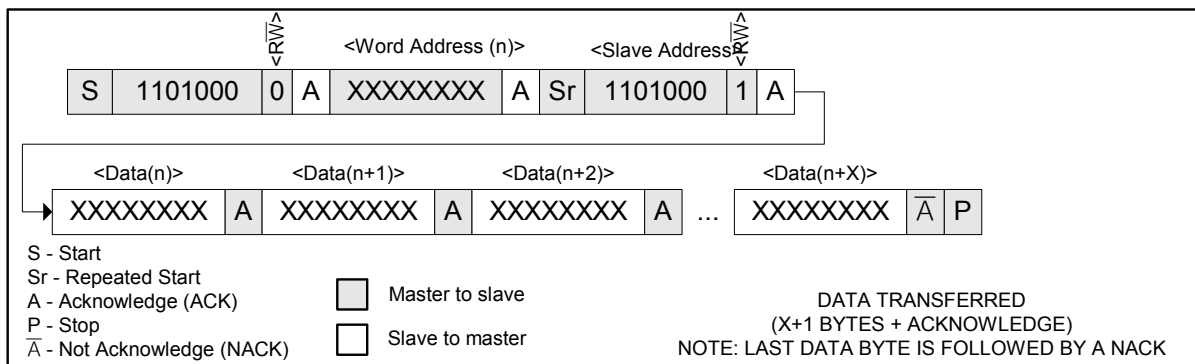 <RW̅>
<Word Address (n)>
<Slave Address>
<RW̅>
S 1101000 0 A XXXXXXXX A Sr 1101000 1 A
<Data(n)> <Data(n+1)> <Data(n+2)> <Data(n+X)>
XXXXXXXX A XXXXXXXX A XXXXXXXX A ... XXXXXXXX A̅ P
S - Start
Sr - Repeated Start
A - Acknowledge (ACK)
P - Stop
A̅ - Not Acknowledge (NACK)
Master to slave
Slave to master
DATA TRANSFERRED
(X+1 BYTES + ACKNOWLEDGE)
NOTE: LAST DATA BYTE IS FOLLOWED BY A NACK